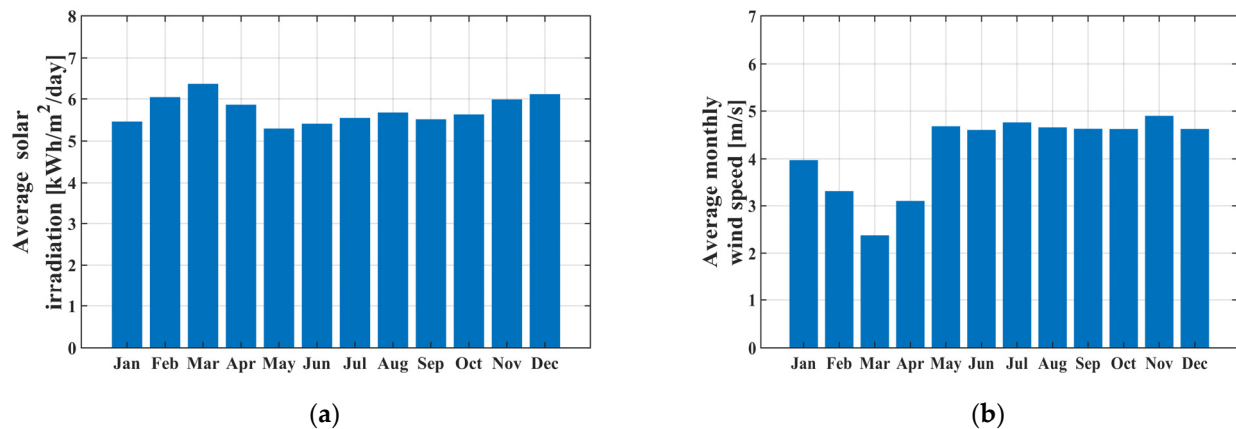 Average solar
irradiation [kWh/m²/day]
8
7
6
5
4
3
2
1
0
Jan Feb Mar Apr May Jun Jul Aug Sep Oct Nov Dec
(a)
Average monthly
wind speed [m/s]
7
6
5
4
3
2
1
0
Jan Feb Mar Apr May Jun Jul Aug Sep Oct Nov Dec
(b)